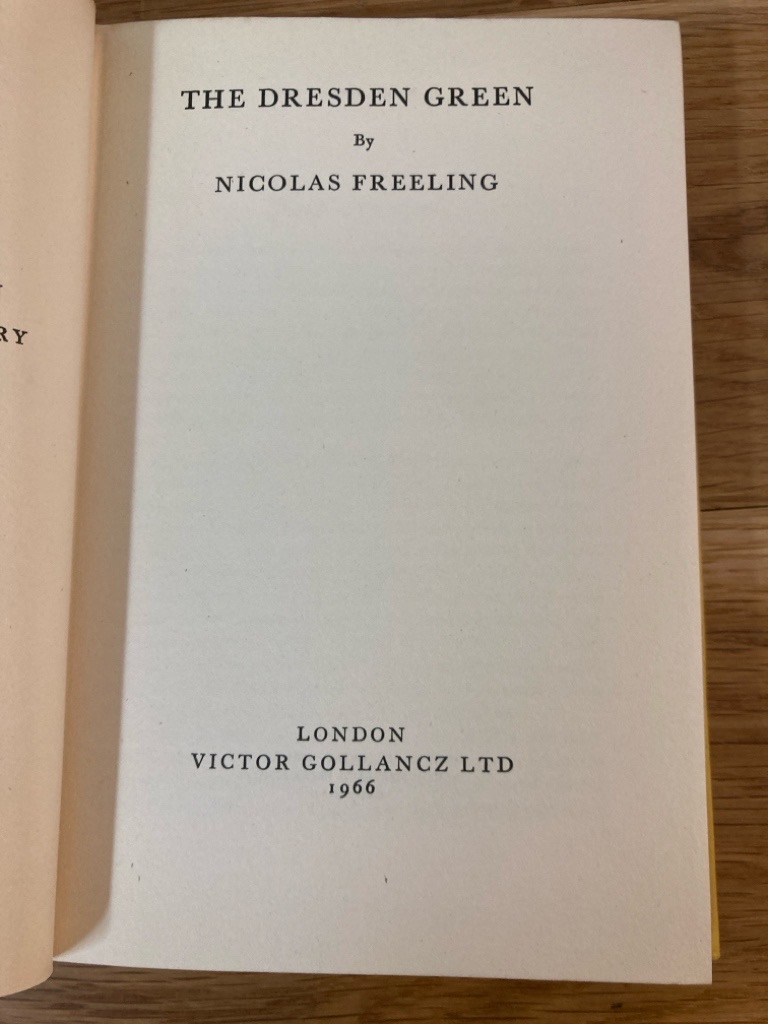 THE DRESDEN GREEN
By
NICOLAS FREELING
LONDON
VICTOR GOLLANCZ LTD
1966